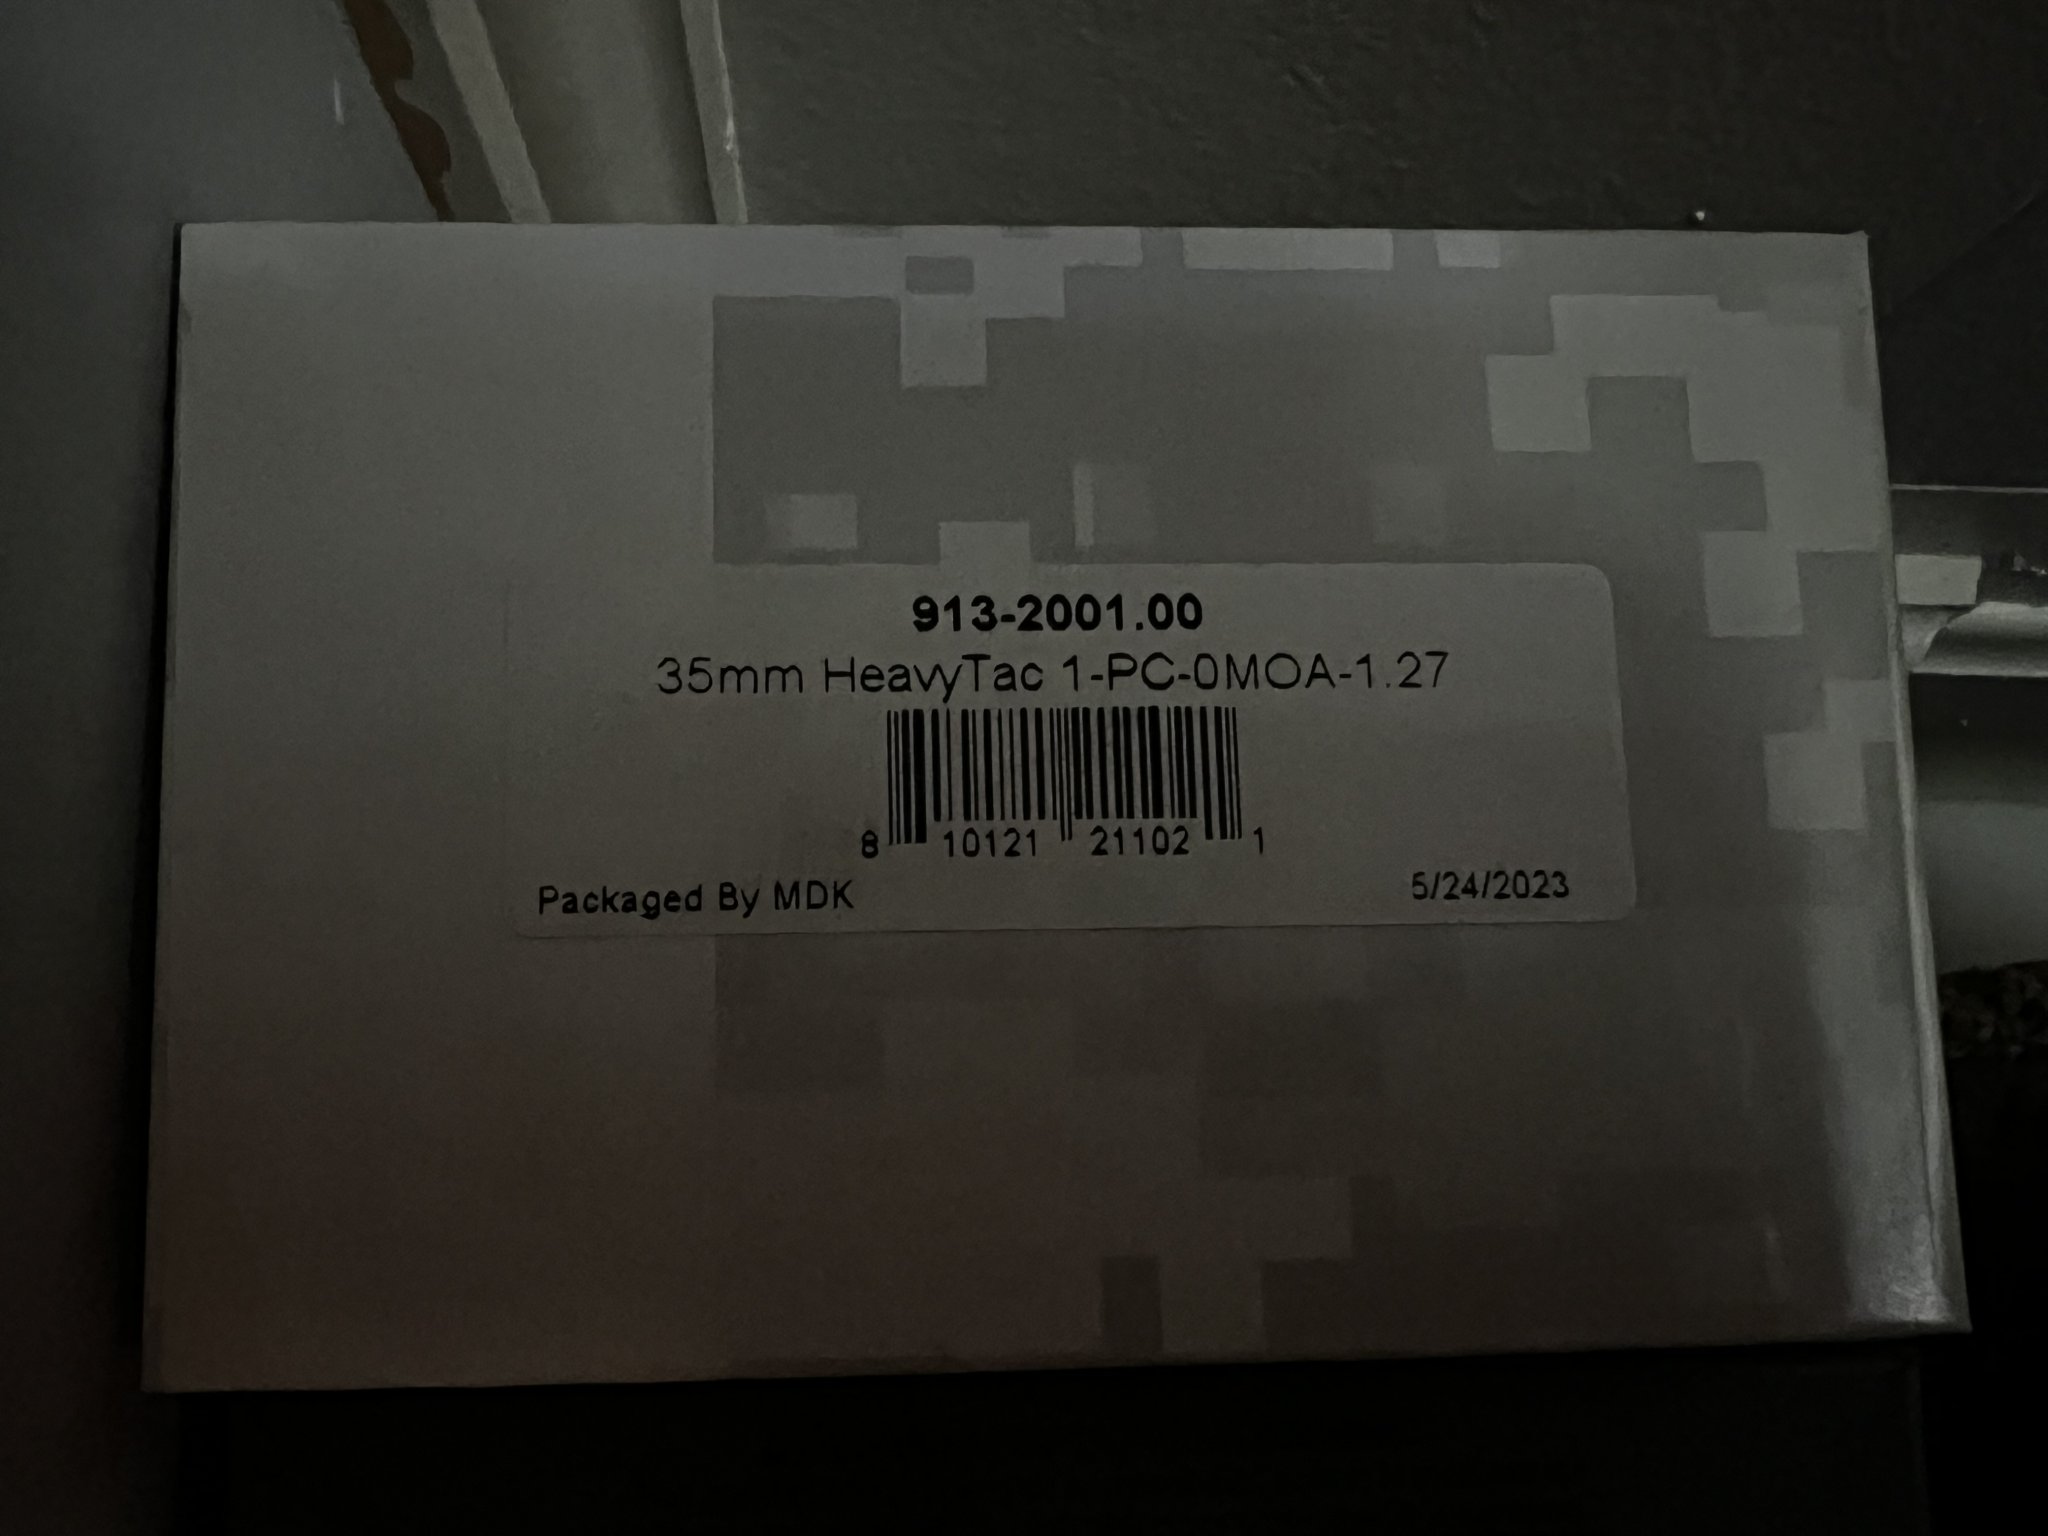 913-2001.00
35mm HeavyTac 1-PC-0MOA-1.27
8 10121 21102 1
Packaged By MDK
5/24/2023